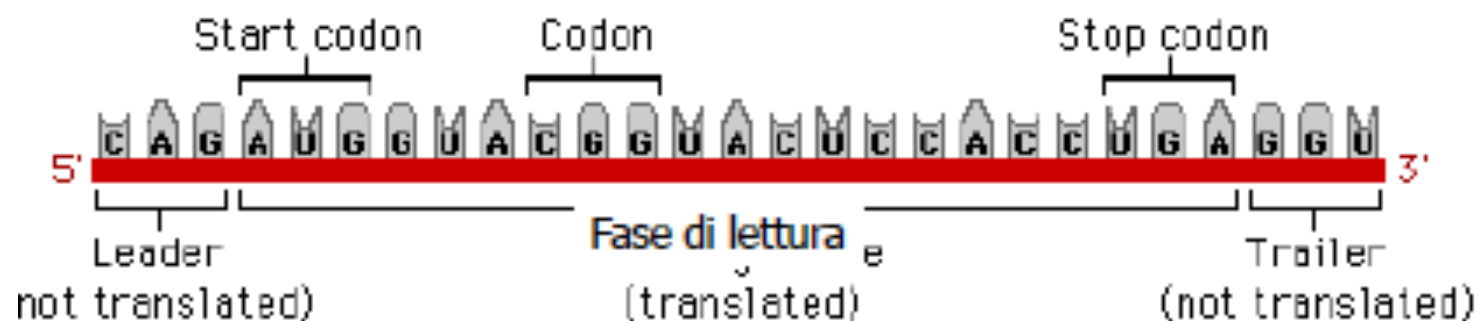 Start codon Codon Stop codon
5' C A G A U G G U A C G G U A C U C C A C C U G A G G U 3'
Leader Fase di lettura e Trailer
not translated) (translated) (not translated)